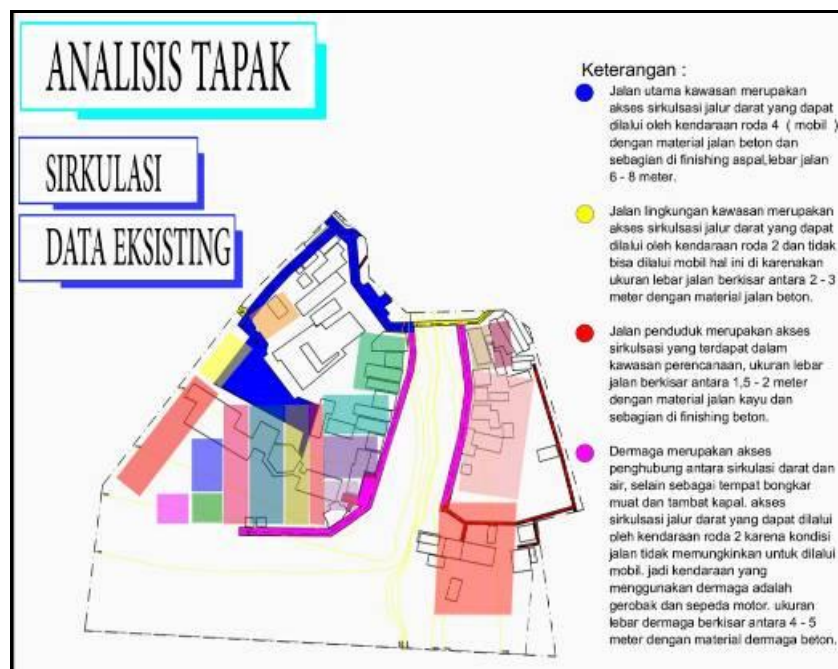 ANALISIS TAPAK
SIRKULASI
DATA EKSISTING
Keterangan :
Jalan utama kawasan merupakan
akses sirkulsasi jalur darat yang dapat
dilalui oleh kendaraan roda 4 ( mobil )
dengan material jalan beton dan
sebagian di finishing aspal,lebar jalan
6 - 8 meter.
Jalan lingkungan kawasan merupakan
akses sirkulsasi jalur darat yang dapat
dilalui oleh kendaraan roda 2 dan tidak
bisa dilalui mobil hal ini di karenakan
ukuran lebar jalan berkisar antara 2 - 3
meter dengan material jalan beton.
Jalan penduduk merupakan akses
sirkulsasi yang terdapat dalam
kawasan perencanaan, ukuran lebar
jalan berkisar antara 1,5 - 2 meter
dengan material jalan kayu dan
sebagian di finishing beton.
Dermaga merupakan akses
penghubung antara sirkulasi darat dan
air, selain sebagai tempat bongkar
muat dan tambat kapal. akses
sirkulsasi jalur darat yang dapat dilalui
oleh kendaraan roda 2 karena kondisi
jalan tidak memungkinkan untuk dilalui
mobil. jadi kendaraan yang
menggunakan dermaga adalah
gerobak dan sepeda motor. ukuran
lebar dermaga berkisar antara 4 - 5
meter dengan material dermaga beton.